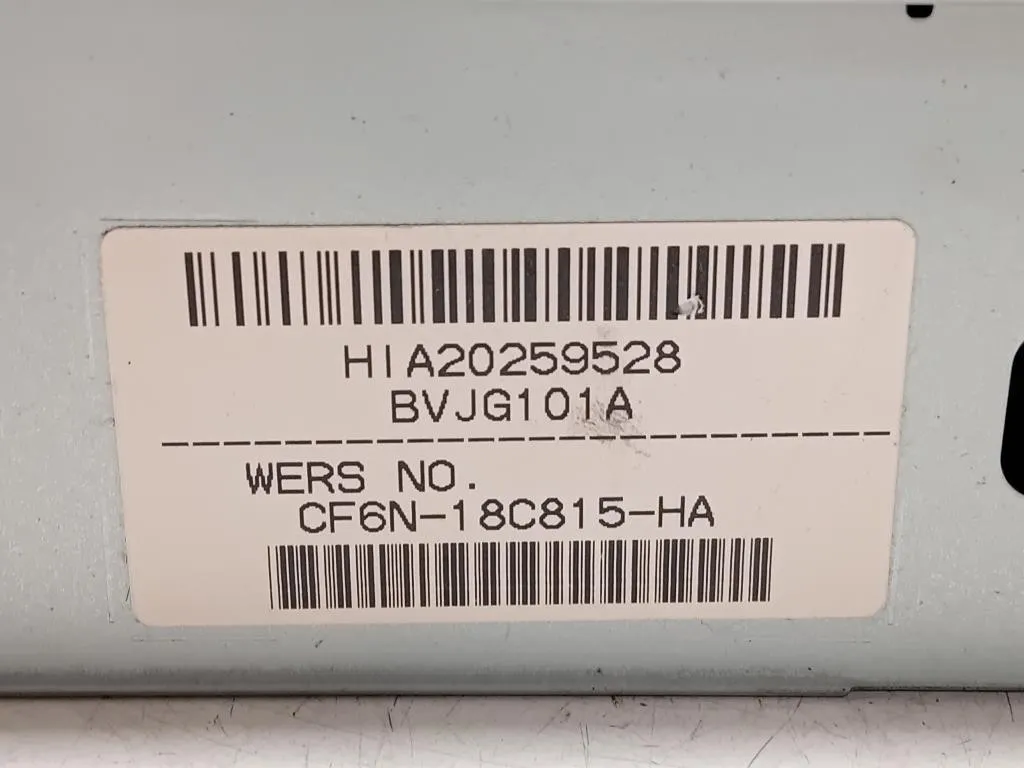 HIA20259528
BVJG101A
WERS NO.
CF6N-18C815-HA